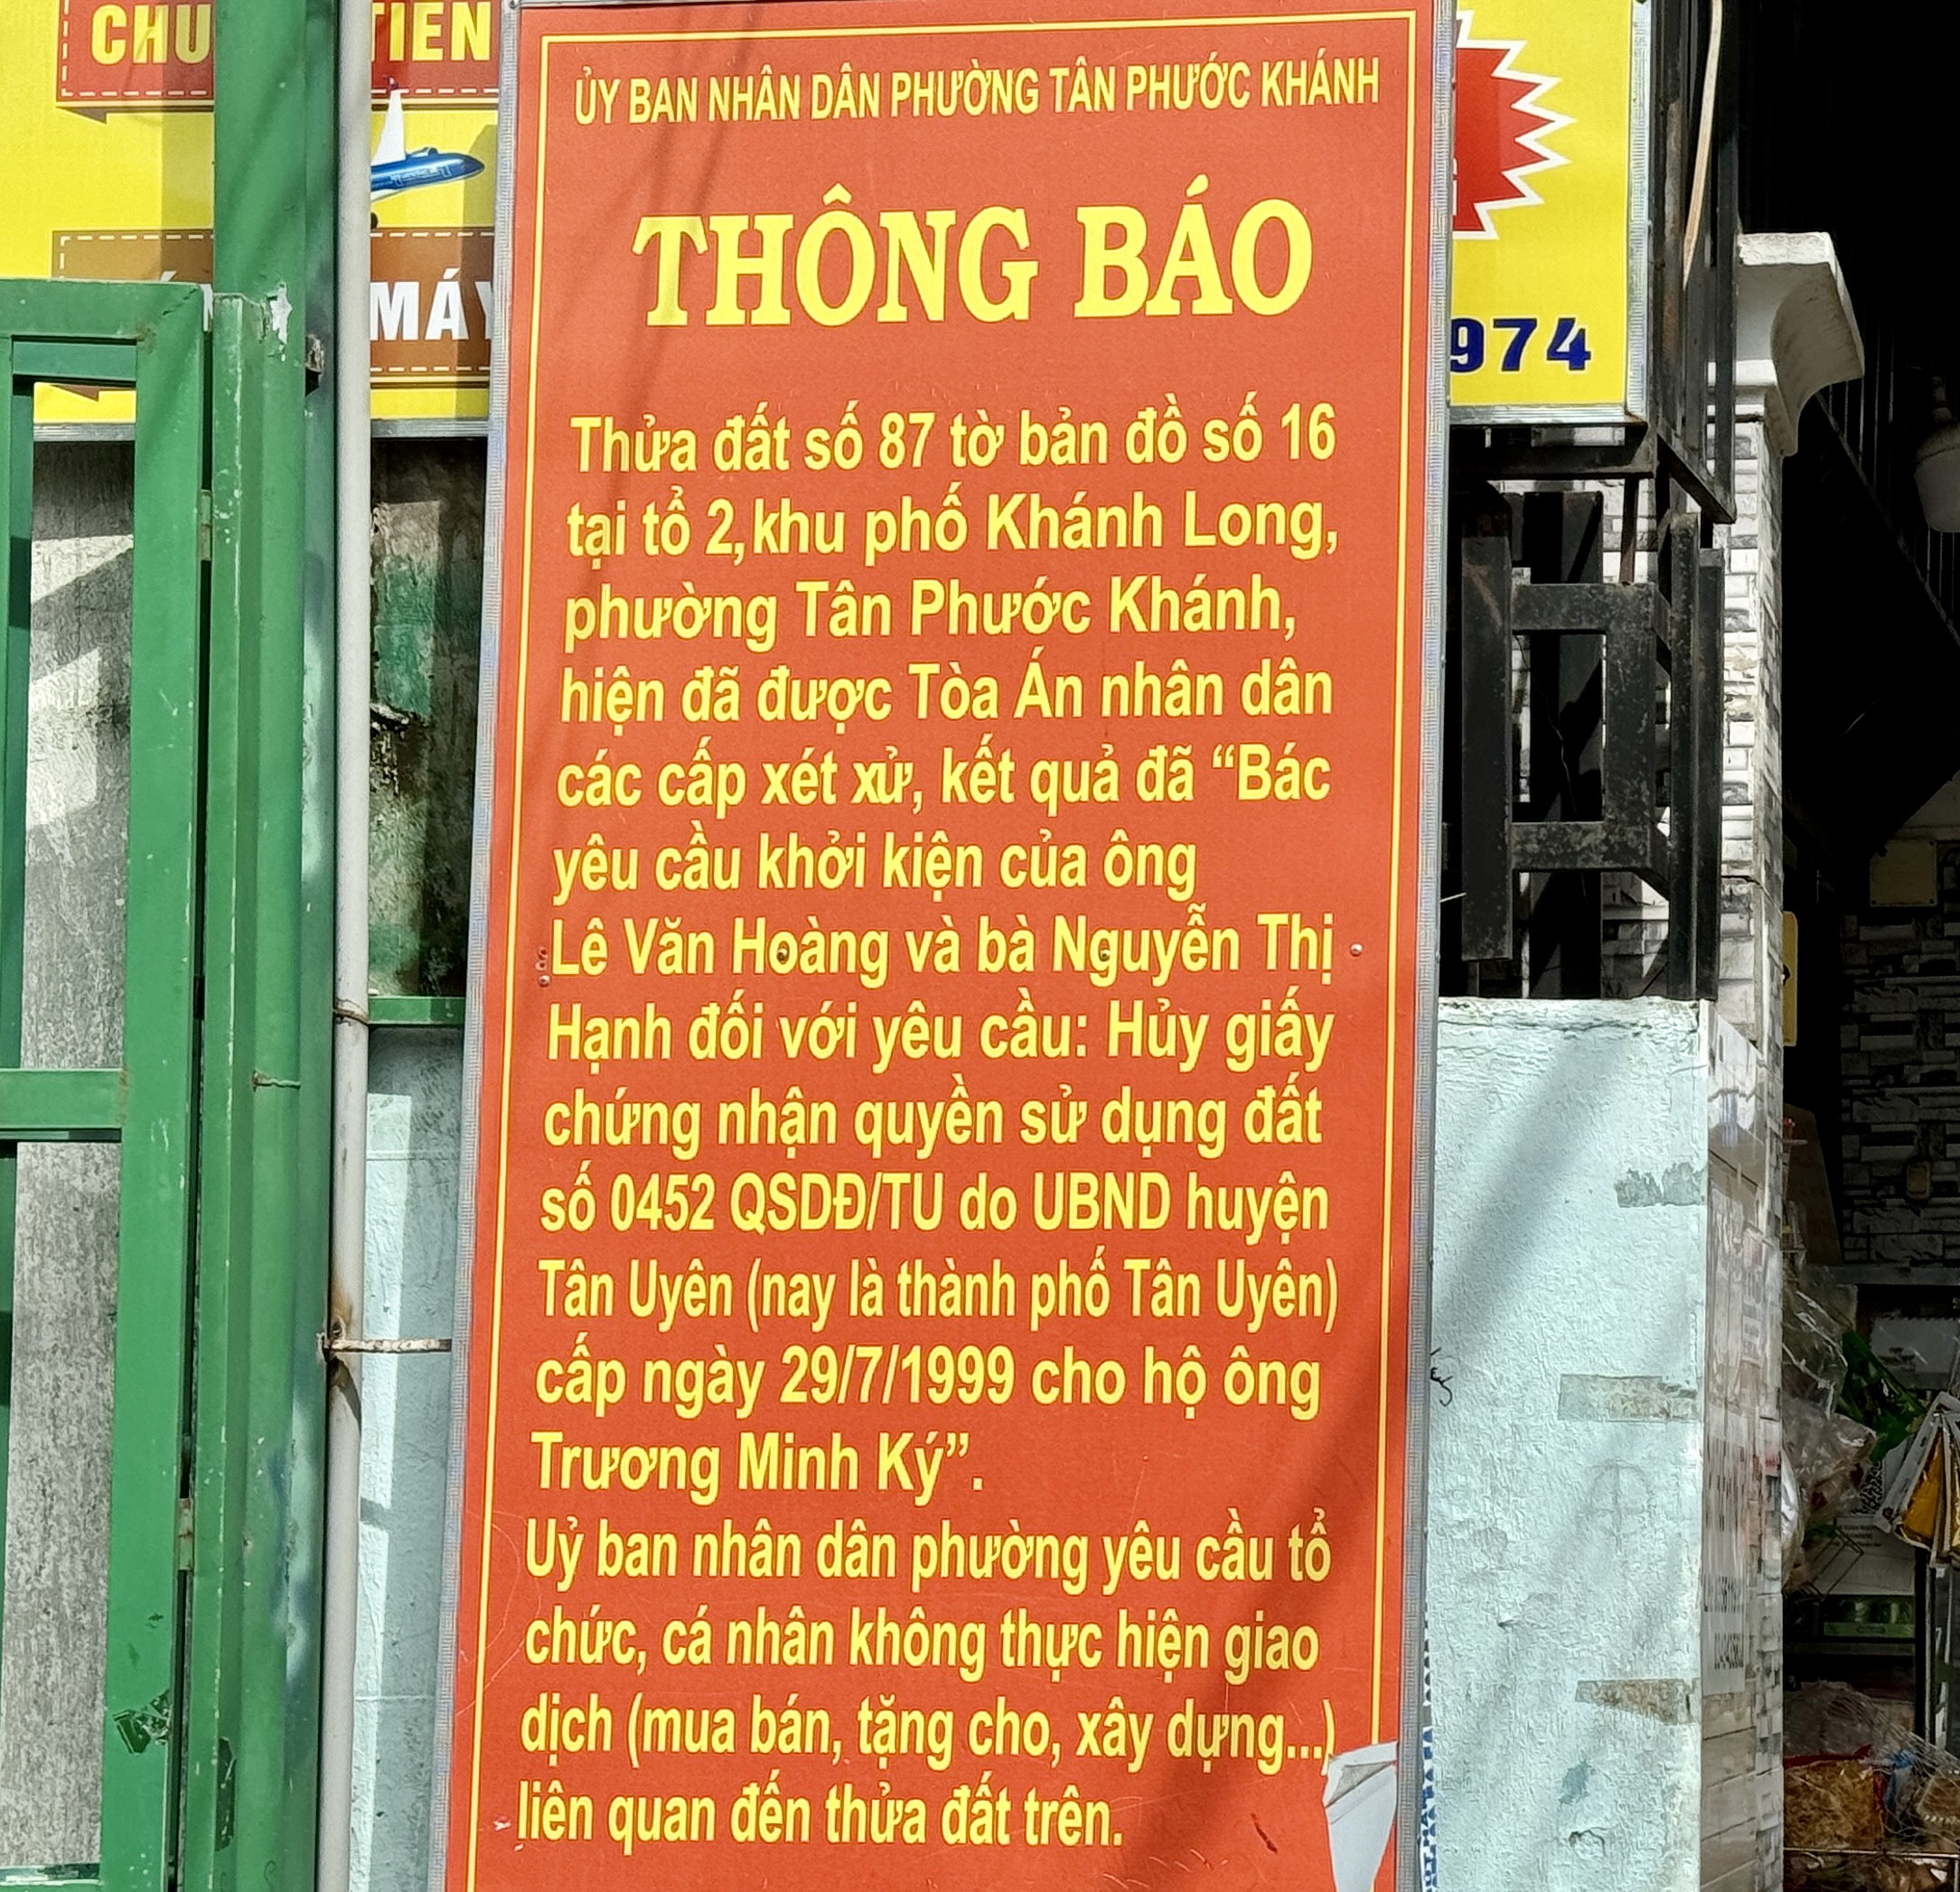 CHU TIEN
MÁY
974
ỦY BAN NHÂN DÂN PHƯỜNG TÂN PHƯỚC KHÁNH
THÔNG BÁO
Thửa đất số 87 tờ bản đồ số 16
tại tổ 2,khu phố Khánh Long,
phường Tân Phước Khánh,
hiện đã được Tòa Án nhân dân
các cấp xét xử, kết quả đã “Bác
yêu cầu khởi kiện của ông
Lê Văn Hoàng và bà Nguyễn Thị
Hạnh đối với yêu cầu: Hủy giấy
chứng nhận quyền sử dụng đất
số 0452 QSDĐ/TU do UBND huyện
Tân Uyên (nay là thành phố Tân Uyên)
cấp ngày 29/7/1999 cho hộ ông
Trương Minh Ký”.
Uỷ ban nhân dân phường yêu cầu tổ
chức, cá nhân không thực hiện giao
dịch (mua bán, tặng cho, xây dựng...)
liên quan đến thửa đất trên.